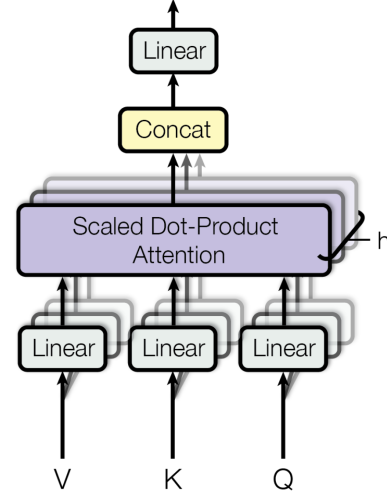 Linear
Concat
Scaled Dot-Product
Attention
h
Linear
Linear
Linear
V
K
Q